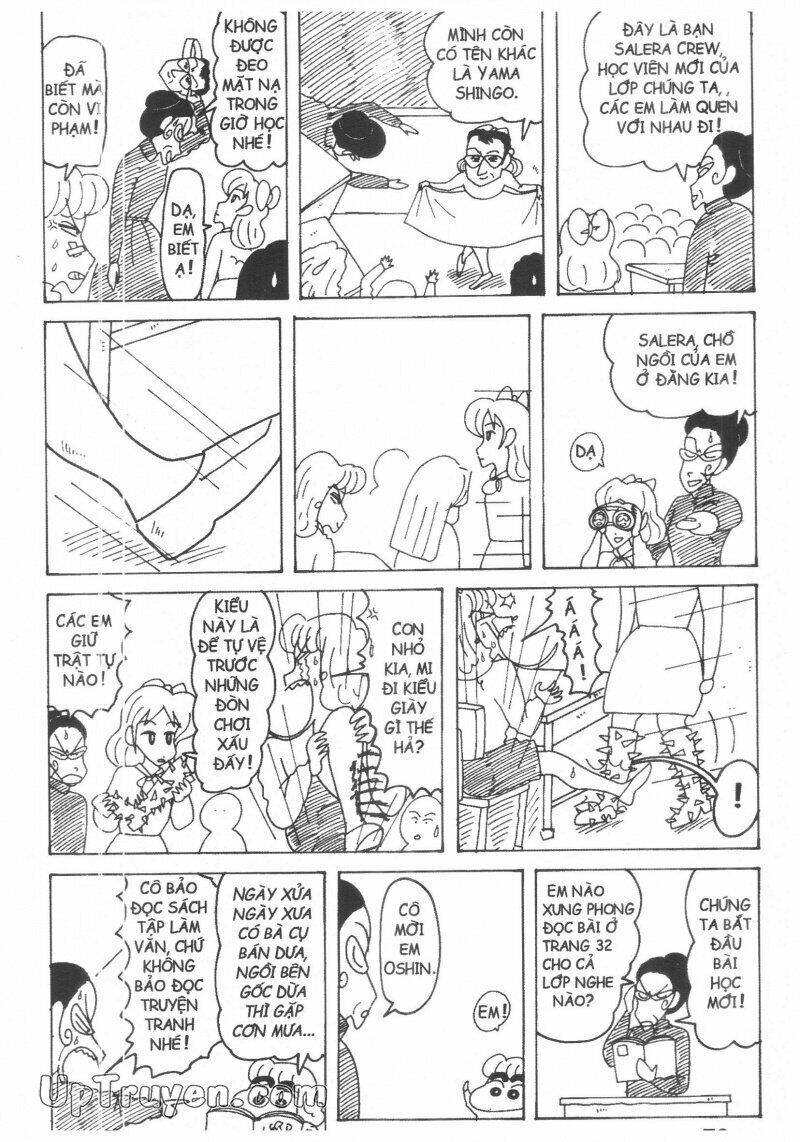 ĐÂY LÀ BẠN
SALERA CREW,
HỌC VIÊN MỚI CỦA
LỚP CHÚNG TA,,
CÁC EM LÀM QUEN
VỚI NHAU ĐI!
MÌNH CÒN
CÓ TÊN KHÁC
LÀ YAMA
SHINGO.
KHÔNG
ĐƯỢC
ĐEO
MẶT NẠ
TRONG
GIỜ HỌC
NHÉ!
DẠ,
EM
BIẾT
Ạ!
ĐÃ
BIẾT MÀ
CÒN VI
PHẠM!
SALERA, CHỖ
NGỒI CỦA EM
Ở ĐẰNG KIA!
DẠ
Á
Á
Á!
!
CON
NHỎ
KIA, MI
ĐI KIỂU
GIÀY
GÌ THẾ
HẢ?
KIỂU
NÀY LÀ
ĐỂ TỰ VỆ
TRƯỚC
NHỮNG
ĐÒN
CHƠI
XẤU
ĐẤY!
CÁC EM
GIỮ
TRẬT TỰ
NÀO!
CHÚNG
TA BẮT
ĐẦU
BÀI
HỌC
MỚI!
EM NÀO
XUNG PHONG
ĐỌC BÀI Ở
TRANG 32
CHO CẢ
LỚP NGHE
NÀO?
EM!
CÔ
MỜI
EM
OSHIN.
NGÀY XỬA
NGÀY XƯA
CÓ BÀ CỤ
BÁN DƯA,
NGỒI BÊN
GỐC DỪA
THÌ GẶP
CƠN MƯA...
CÔ BẢO
ĐỌC SÁCH
TẬP LÀM
VĂN, CHỨ
KHÔNG
BẢO ĐỌC
TRUYỆN
TRANH
NHÉ!
UpTruyen.com